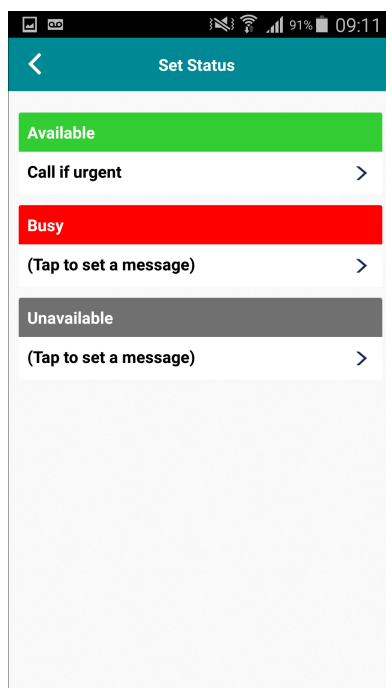 91% 09:11
Set Status
Available
Call if urgent
Busy
(Tap to set a message)
Unavailable
(Tap to set a message)